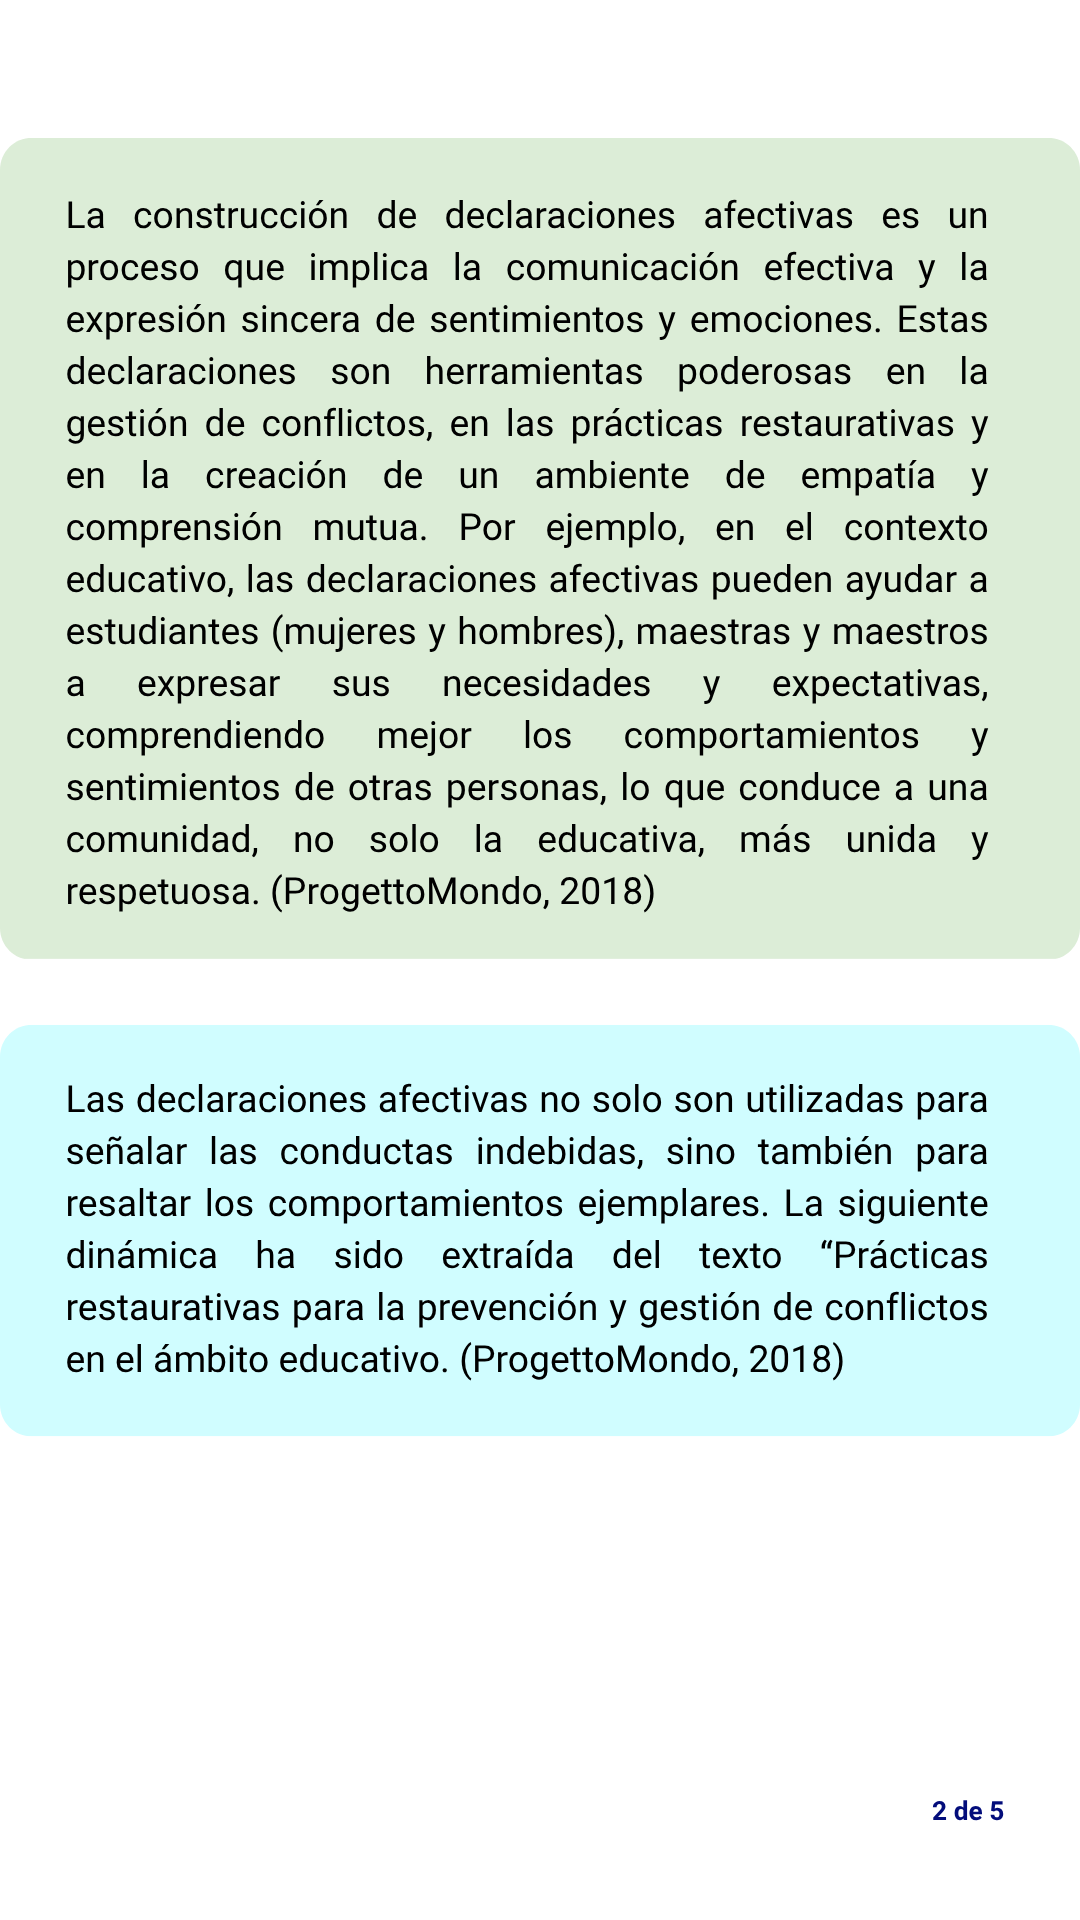 La construcción de declaraciones afectivas es un
proceso que implica la comunicación efectiva y la
expresión sincera de sentimientos y emociones. Estas
declaraciones son herramientas poderosas en la
gestión de conflictos, en las prácticas restaurativas y
en la creación de un ambiente de empatía y
comprensión mutua. Por ejemplo, en el contexto
educativo, las declaraciones afectivas pueden ayudar a
estudiantes (mujeres y hombres), maestras y maestros
a expresar sus necesidades y expectativas,
comprendiendo mejor los comportamientos y
sentimientos de otras personas, lo que conduce a una
comunidad, no solo la educativa, más unida y
respetuosa. (ProgettoMondo, 2018)
Las declaraciones afectivas no solo son utilizadas para
señalar las conductas indebidas, sino también para
resaltar los comportamientos ejemplares. La siguiente
dinámica ha sido extraída del texto “Prácticas
restaurativas para la prevención y gestión de conflictos
en el ámbito educativo. (ProgettoMondo, 2018)
2 de 5